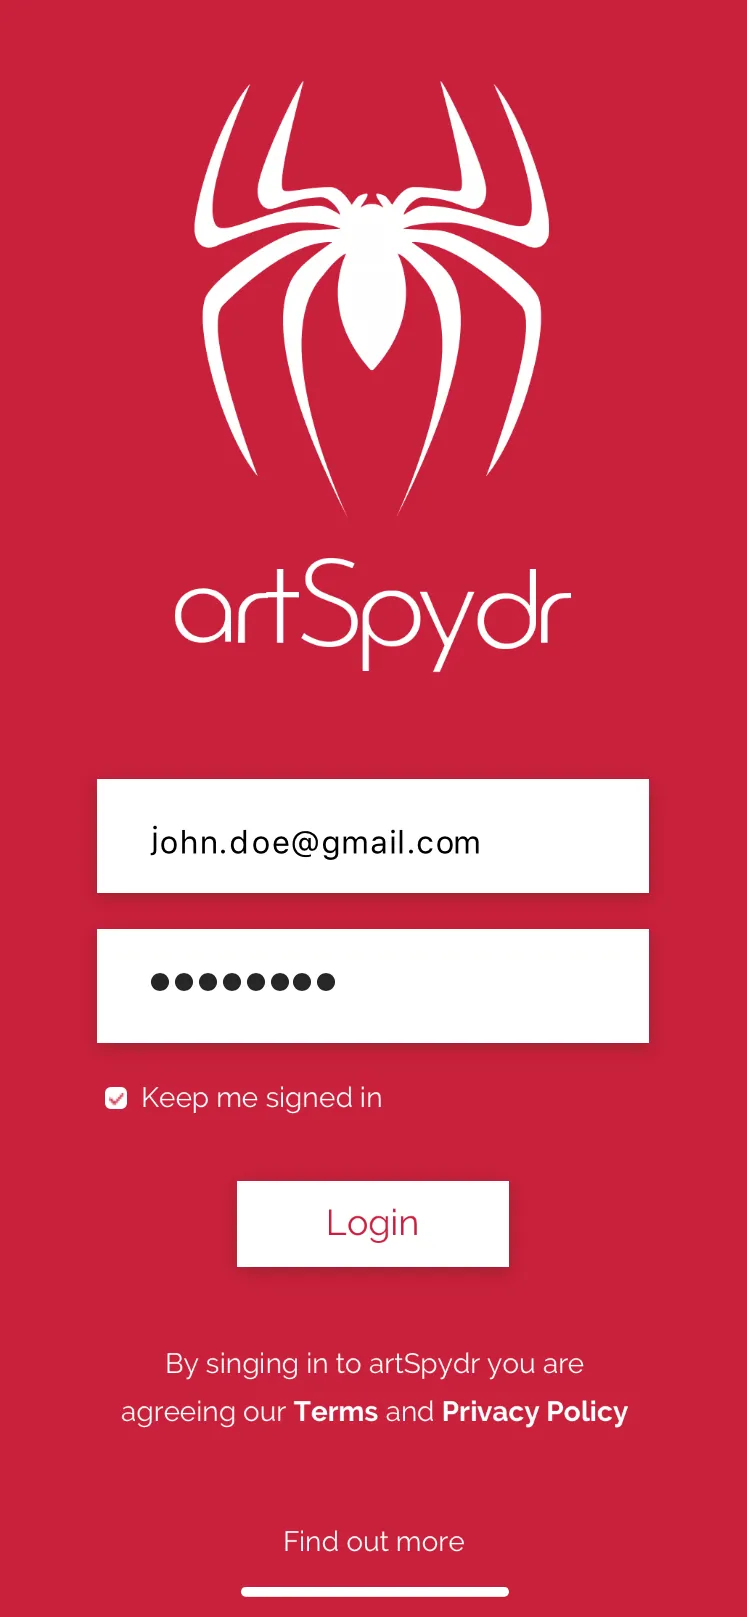 artSpydr
john.doe@gmail.com
••••••••
Keep me signed in
Login
By singing in to artSpydr you are
agreeing our Terms and Privacy Policy
Find out more